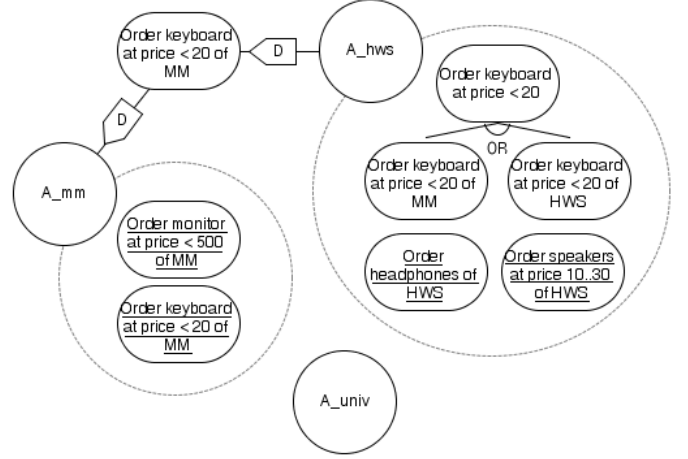 Order keyboard
at price < 20 of
MM
D
A_hws
Order keyboard
at price < 20
OR
Order keyboard
at price < 20 of
MM
Order keyboard
at price < 20 of
HWS
Order
headphones of
HWS
Order speakers
at price 10..30
of HWS
D
A_mm
Order monitor
at price < 500
of MM
Order keyboard
at price < 20 of
MM
A_univ